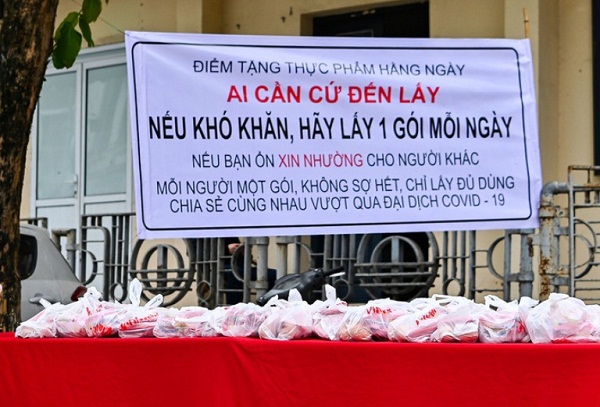 ĐIỂM TẶNG THỰC PHẨM HÀNG NGÀY
AI CẦN CỨ ĐẾN LẤY
NẾU KHÓ KHĂN, HÃY LẤY 1 GÓI MỖI NGÀY
NẾU BẠN ỔN XIN NHƯỜNG CHO NGƯỜI KHÁC
MỖI NGƯỜI MỘT GÓI, KHÔNG SỢ HẾT, CHỈ LẤY ĐỦ DÙNG
CHIA SẺ CÙNG NHAU VƯỢT QUA ĐẠI DỊCH COVID - 19